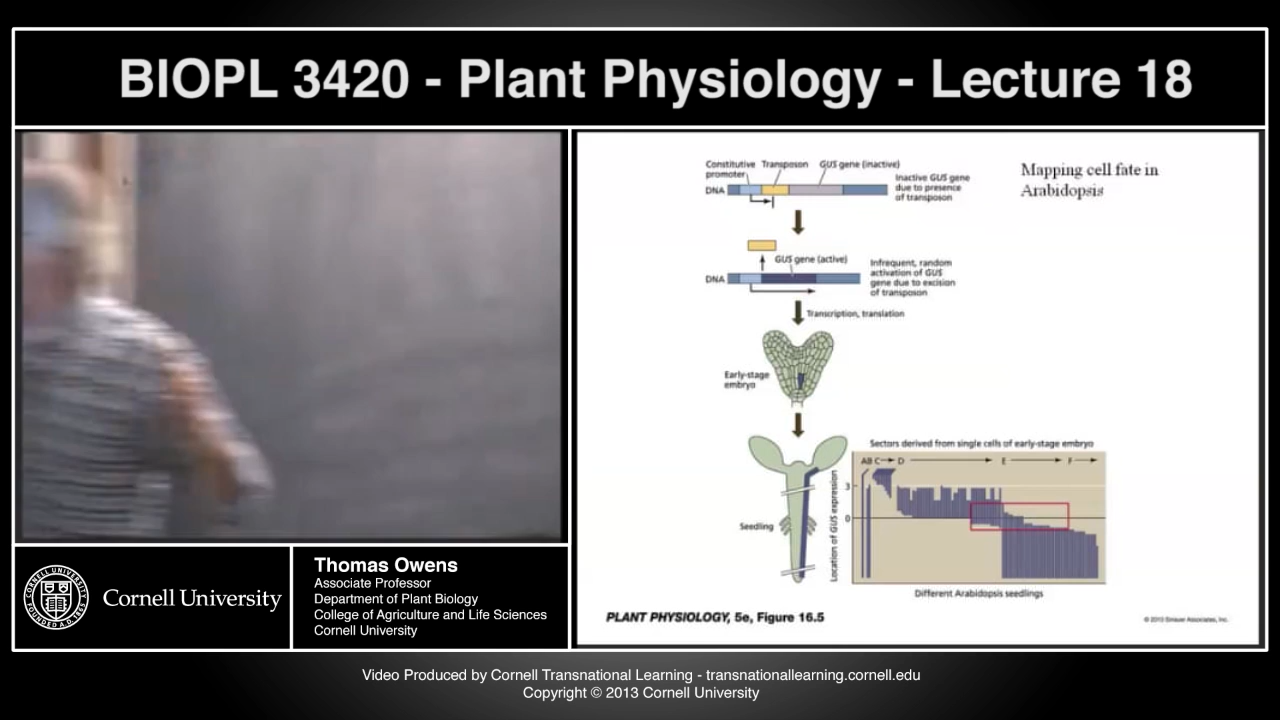 BIOPL 3420 - Plant Physiology - Lecture 18
Constitutive Transposon GUS gene (inactive)
promoter
DNA
Inactive GUS gene
due to presence
of transposon
Mapping cell fate in
Arabidopsis
GUS gene (active)
DNA
Infrequent, random
activation of GUS
gene due to excision
of transposon
Transcription, translation
Early-stage
embryo
Sectors derived from single cells of early-stage embryo
AB C D E F
Location of GUS expression
3
0
Seedling
Different Arabidopsis seedlings
PLANT PHYSIOLOGY, 5e, Figure 16.5
© 2010 Sinauer Associates, Inc.
Cornell University
Thomas Owens
Associate Professor
Department of Plant Biology
College of Agriculture and Life Sciences
Cornell University
Video Produced by Cornell Transnational Learning - transnationallearning.cornell.edu
Copyright © 2013 Cornell University